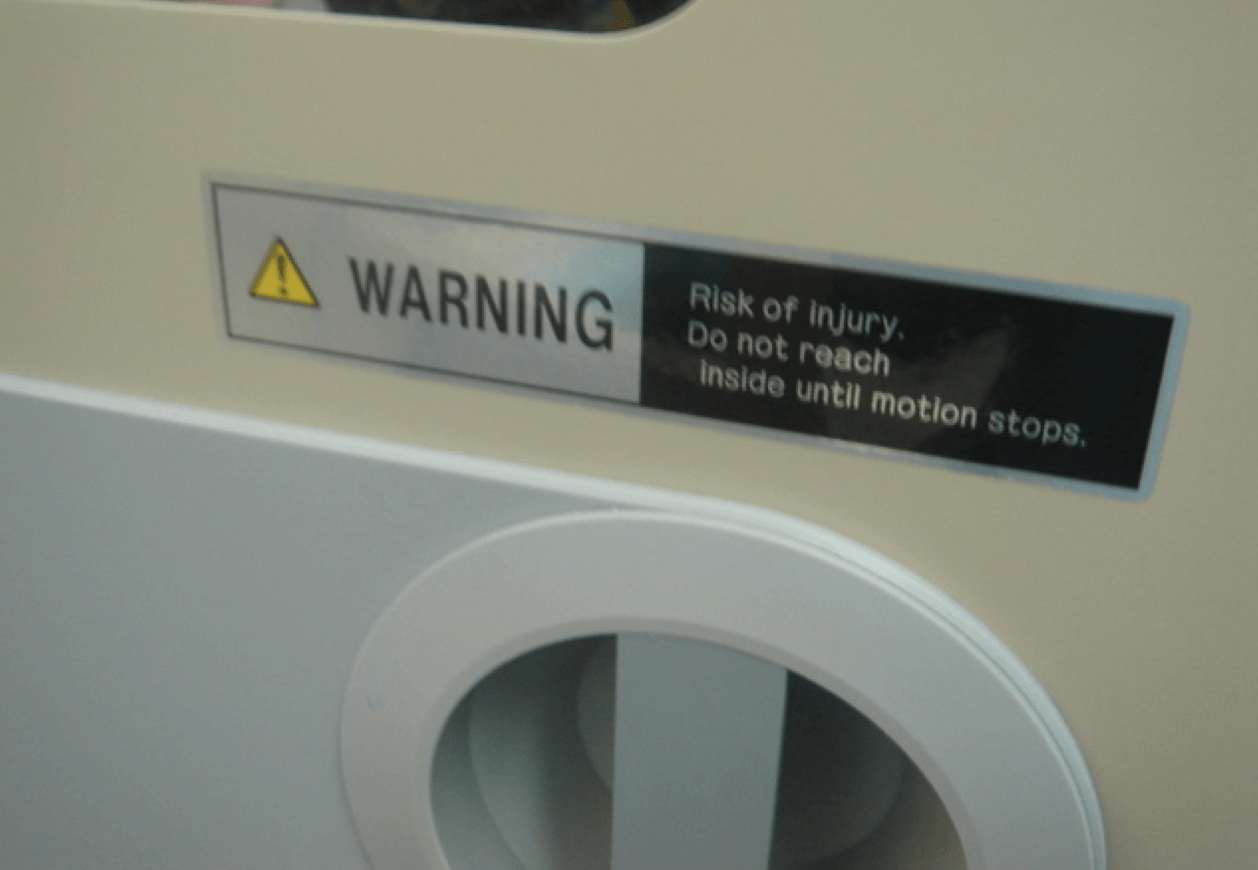 WARNING
Risk of injury.
Do not reach
inside until motion stops.